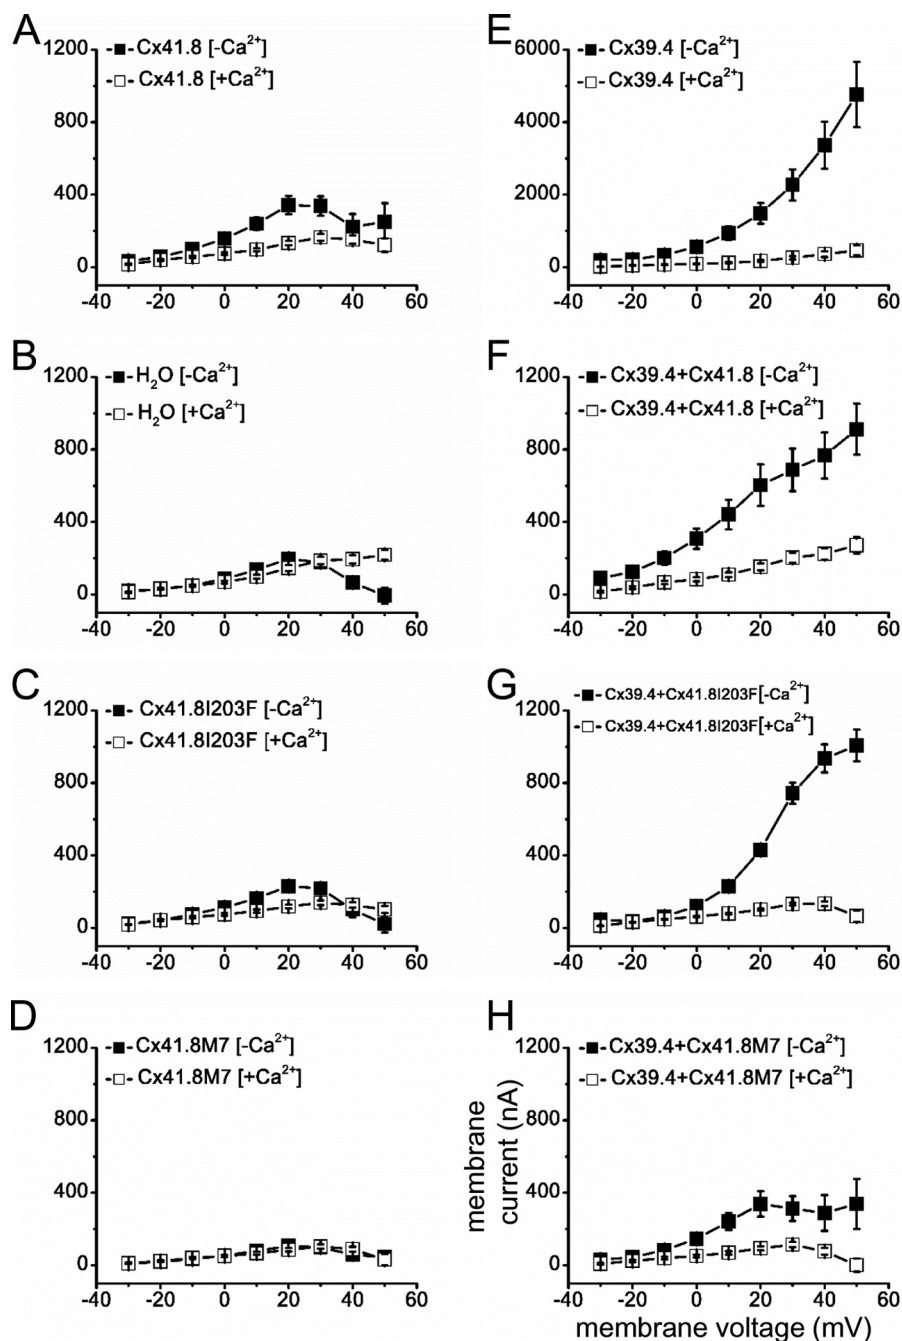 A
1200
Cx41.8 [-Ca²⁺]
Cx41.8 [+Ca²⁺]
800
400
0
-40 -20 0 20 40 60
E
6000
Cx39.4 [-Ca²⁺]
Cx39.4 [+Ca²⁺]
4000
2000
0
-40 -20 0 20 40 60
B
1200
H₂O [-Ca²⁺]
H₂O [+Ca²⁺]
800
400
0
-40 -20 0 20 40 60
F
1200
Cx39.4+Cx41.8 [-Ca²⁺]
Cx39.4+Cx41.8 [+Ca²⁺]
800
400
0
-40 -20 0 20 40 60
C
1200
Cx41.8I203F [-Ca²⁺]
Cx41.8I203F [+Ca²⁺]
800
400
0
-40 -20 0 20 40 60
G
1200
Cx39.4+Cx41.8I203F[-Ca²⁺]
Cx39.4+Cx41.8I203F[+Ca²⁺]
800
400
0
-40 -20 0 20 40 60
D
1200
Cx41.8M7 [-Ca²⁺]
Cx41.8M7 [+Ca²⁺]
800
400
0
-40 -20 0 20 40 60
H
1200
Cx39.4+Cx41.8M7 [-Ca²⁺]
Cx39.4+Cx41.8M7 [+Ca²⁺]
800
400
0
-40 -20 0 20 40 60
membrane
current (nA)
membrane voltage (mV)